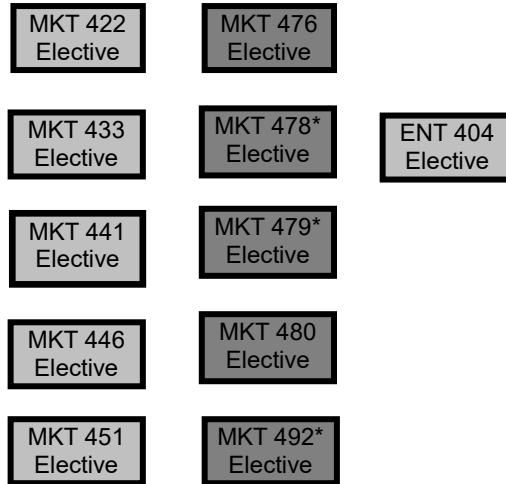 MKT 422
Elective
MKT 476
Elective
MKT 433
Elective
MKT 478*
Elective
ENT 404
Elective
MKT 441
Elective
MKT 479*
Elective
MKT 446
Elective
MKT 480
Elective
MKT 451
Elective
MKT 492*
Elective